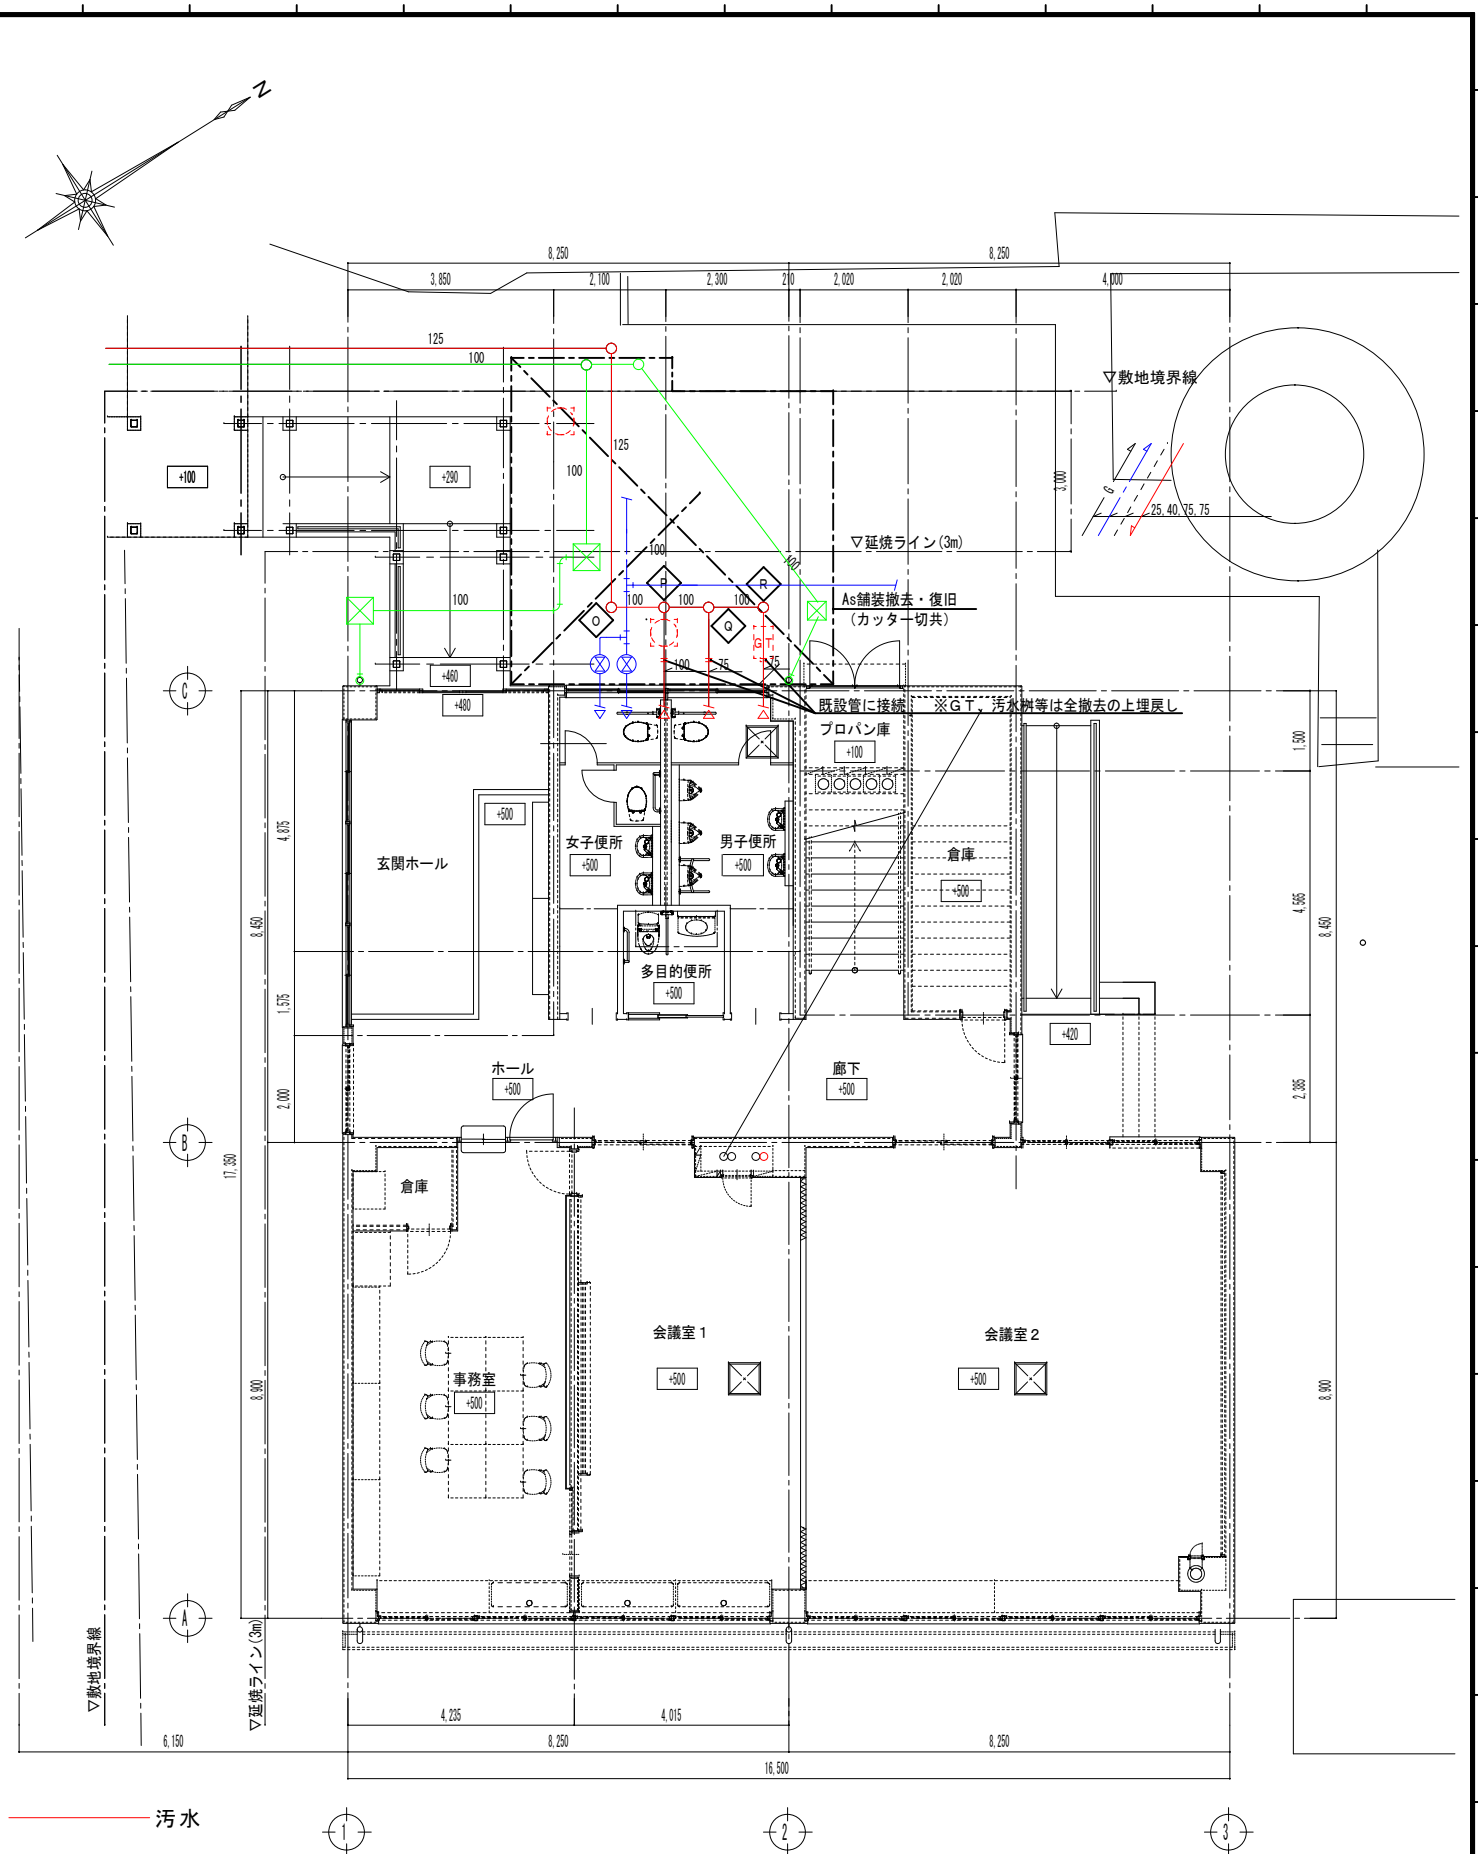 N
8,250
8,250
3,850
2,100
2,300
210
2,020
2,020
4,000
125
100
▽敷地境界線
125
100
+100
+290
3,000
G
25,40,75,75
▽延焼ライン(3m)
100
100
P
R
100
100
100
100
As舗装撤去・復旧
(カッター切共)
O
Q
GT
+460
100
75
75
C
+480
既設管に接続
※GT、汚水桝等は全撤去の上埋戻し
プロパン庫
+100
1,500
+500
4,875
玄関ホール
女子便所
+500
男子便所
+500
倉庫
+500
4,565
8,450
8,450
多目的便所
+500
1,575
+420
ホール
+500
廊下
+500
2,000
2,385
B
17,350
倉庫
会議室1
+500
会議室2
+500
事務室
+500
8,900
8,900
A
▽敷地境界線
▽延焼ライン(3m)
4,235
4,015
6,150
8,250
8,250
16,500
汚水
1
2
3